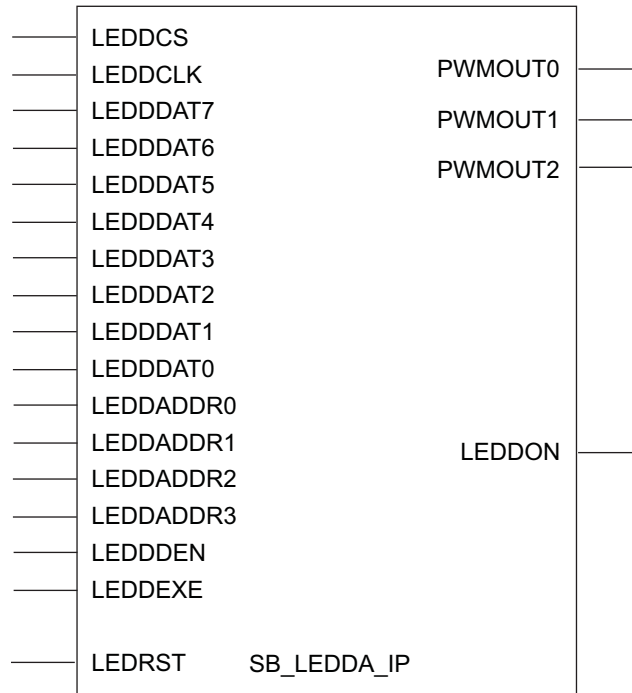 LEDDCS
LEDDCLK
LEDDDAT7
LEDDDAT6
LEDDDAT5
LEDDDAT4
LEDDDAT3
LEDDDAT2
LEDDDAT1
LEDDDAT0
LEDDADDR0
LEDDADDR1
LEDDADDR2
LEDDADDR3
LEDDDEN
LEDDEXE
LEDRST
SB_LEDDA_IP
PWMOUT0
PWMOUT1
PWMOUT2
LEDDON